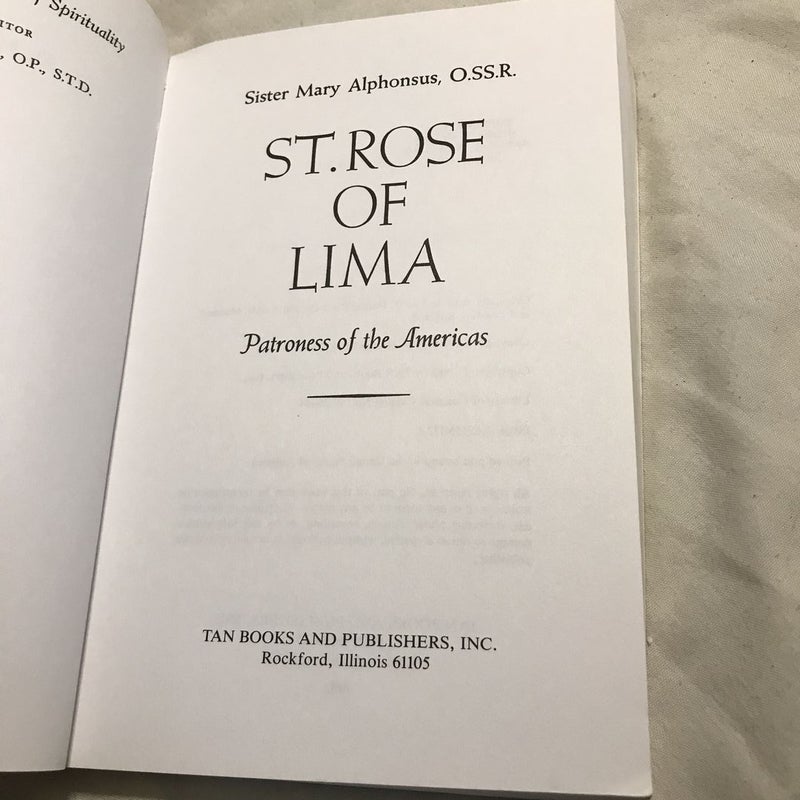 Spirituality
ITOR
, O.P., S.T.D.
Sister Mary Alphonsus, O.SS.R.
ST. ROSE
OF
LIMA
Patroness of the Americas
TAN BOOKS AND PUBLISHERS, INC.
Rockford, Illinois 61105